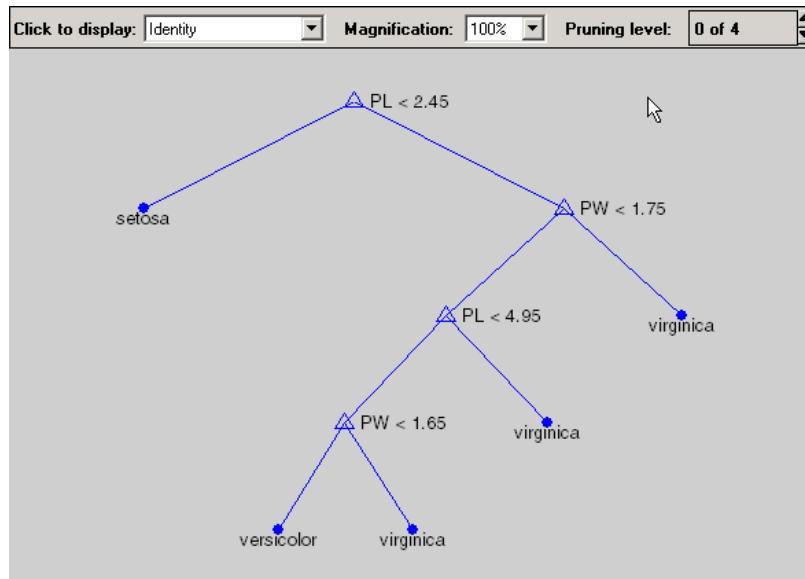 Click to display: Identity Magnification: 100% Pruning level: 0 of 4
PL < 2.45
setosa
PW < 1.75
PL < 4.95
virginica
PW < 1.65
virginica
versicolor virginica